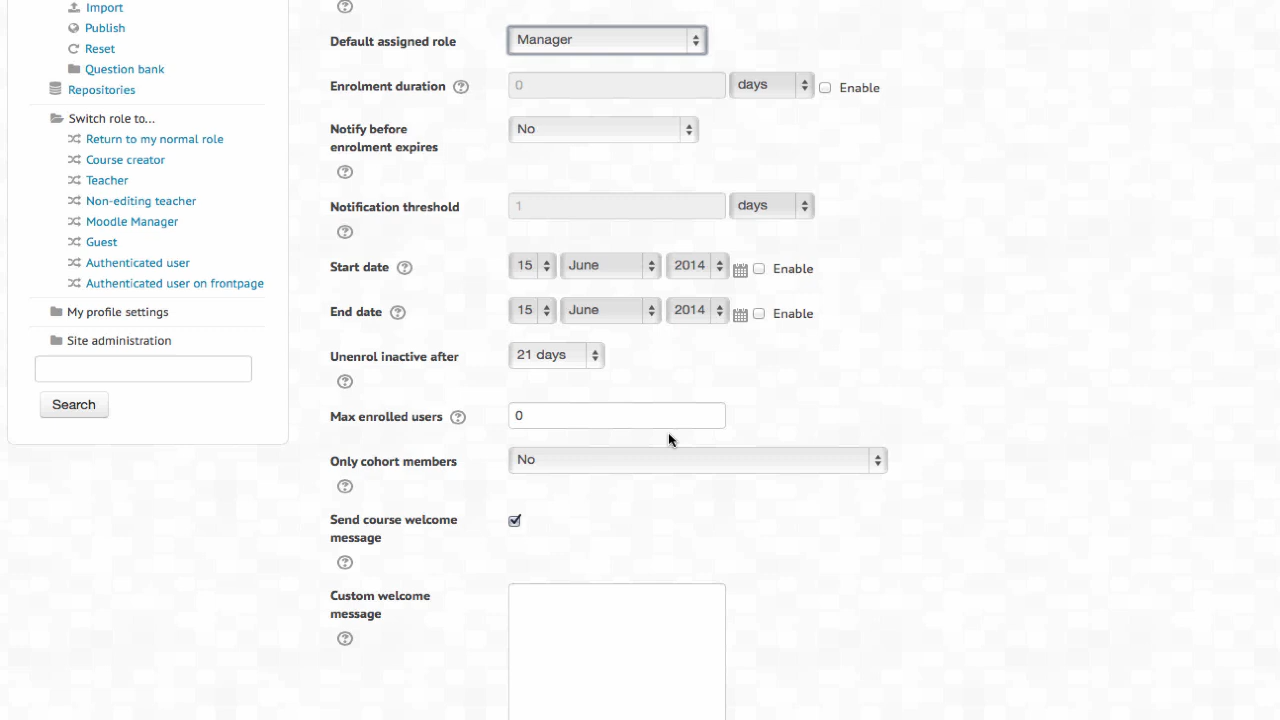 Import
Publish
Reset
Question bank
Repositories
Switch role to...
Return to my normal role
Course creator
Teacher
Non-editing teacher
Moodle Manager
Guest
Authenticated user
Authenticated user on frontpage
My profile settings
Site administration
Search
?
Default assigned role
Manager
Enrolment duration ? 0 days Enable
Notify before
enrolment expires
No
?
Notification threshold 1 days
?
Start date ? 15 June 2014 Enable
End date ? 15 June 2014 Enable
Unenrol inactive after 21 days
?
Max enrolled users ? 0
Only cohort members No
?
Send course welcome
message
?
Custom welcome
message
?